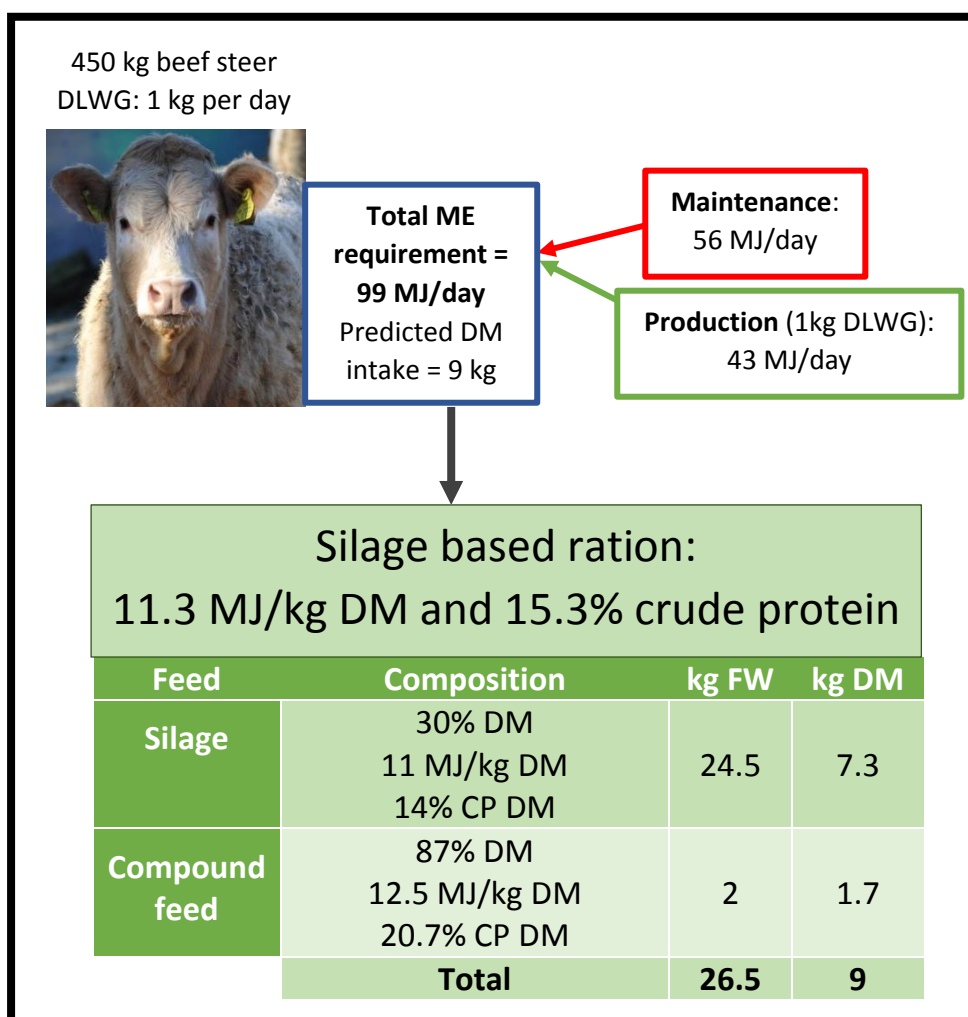 450 kg beef steer
DLWG: 1 kg per day
Total ME
requirement =
99 MJ/day
Predicted DM
intake = 9 kg
Maintenance:
56 MJ/day
Production (1kg DLWG):
43 MJ/day
Silage based ration:
11.3 MJ/kg DM and 15.3% crude protein
Feed Composition kg FW kg DM
Silage
30% DM
11 MJ/kg DM
14% CP DM
24.5 7.3
Compound
feed
87% DM
12.5 MJ/kg DM
20.7% CP DM
2 1.7
Total 26.5 9